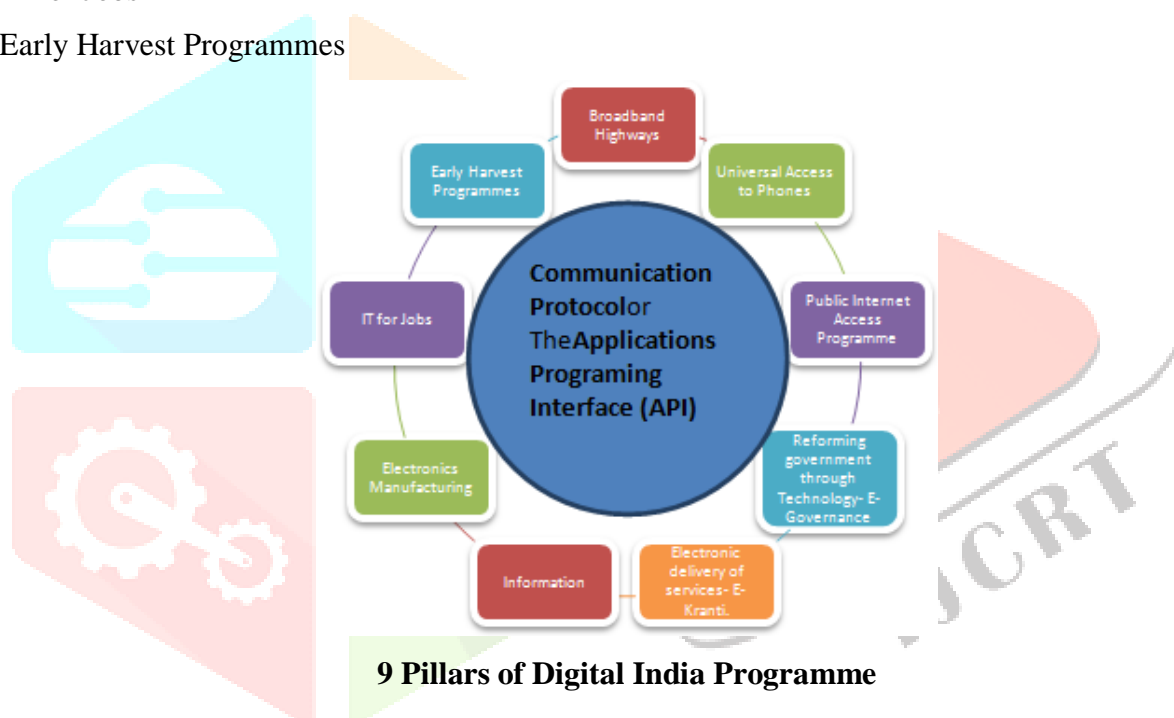 Early Harvest Programmes
Broadband
Highways
Universal Access
to Phones
Public Internet
Access
Programme
Reforming
government
through
Technology- E-
Governance
Electronic
delivery of
services- E-
Kranti.
Information
Electronics
Manufacturing
IT for Jobs
Early Harvest
Programmes
Communication
Protocolor
TheApplications
Programing
Interface (API)
9 Pillars of Digital India Programme